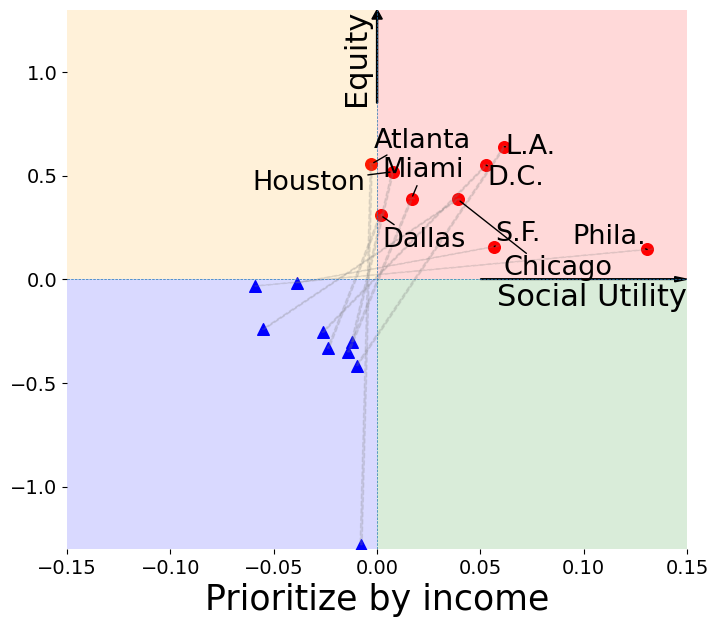 Equity
1.0
0.5
0.0
−0.5
−1.0
Atlanta
L.A.
Miami
Houston
D.C.
S.F.
Phila.
Dallas
Chicago
Social Utility
−0.15
−0.10
−0.05
0.00
0.05
0.10
0.15
Prioritize by income